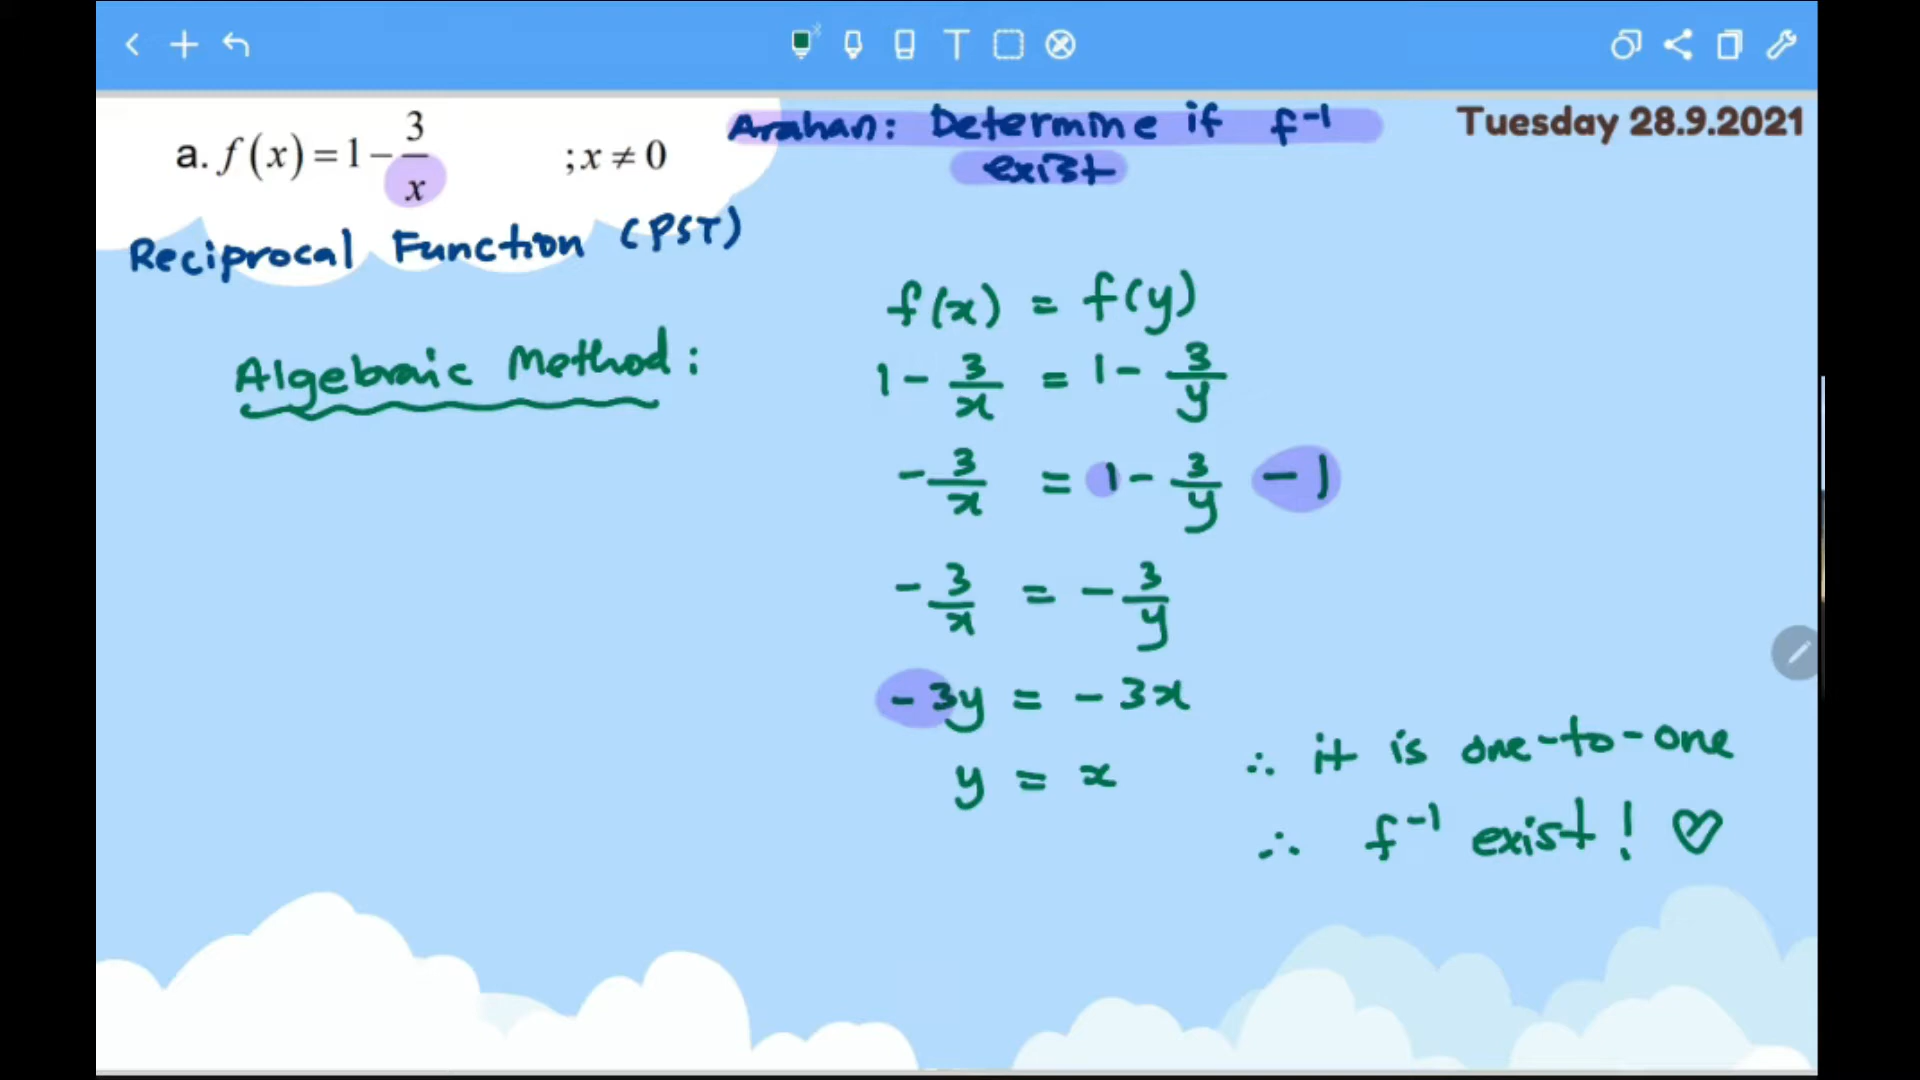 Arahan: Determine if f⁻¹ exist
Tuesday 28.9.2021
a. f(x) = 1 - 3/x ; x ≠ 0
Reciprocal Function (PST)
Algebraic Method:
f(x) = f(y)
1 - 3/x = 1 - 3/y
- 3/x = 1 - 3/y - 1
- 3/x = - 3/y
-3y = -3x
y = x
∴ it is one-to-one
∴ f⁻¹ exist! ♡